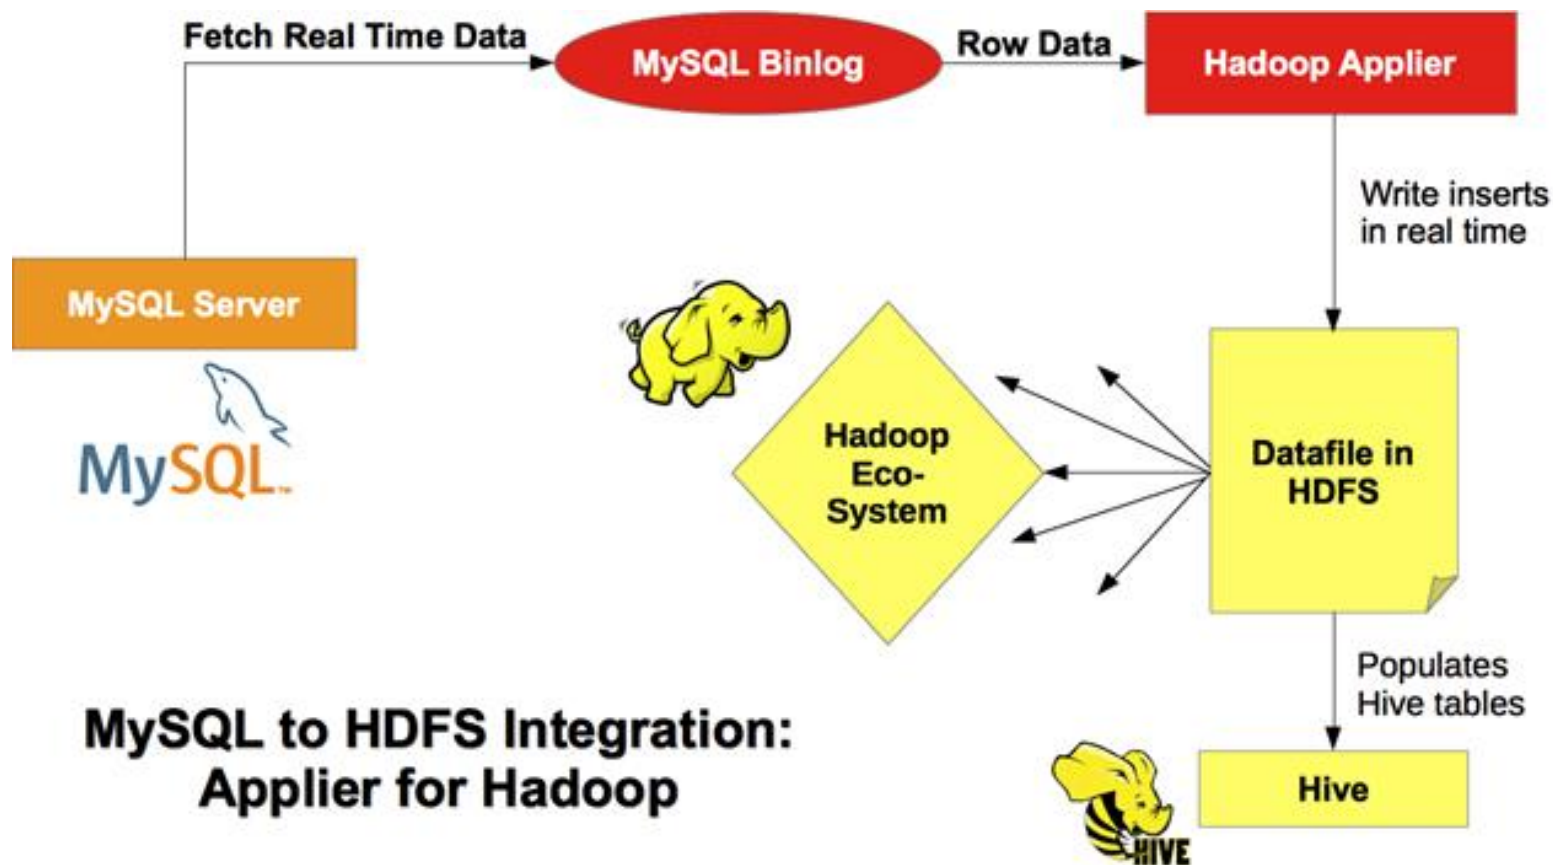 Fetch Real Time Data
MySQL Binlog
Row Data
Hadoop Applier
Write inserts
in real time
MySQL Server
MySQL™
Hadoop
Eco-
System
Datafile in
HDFS
Populates
Hive tables
MySQL to HDFS Integration:
Applier for Hadoop
Hive
HIVE